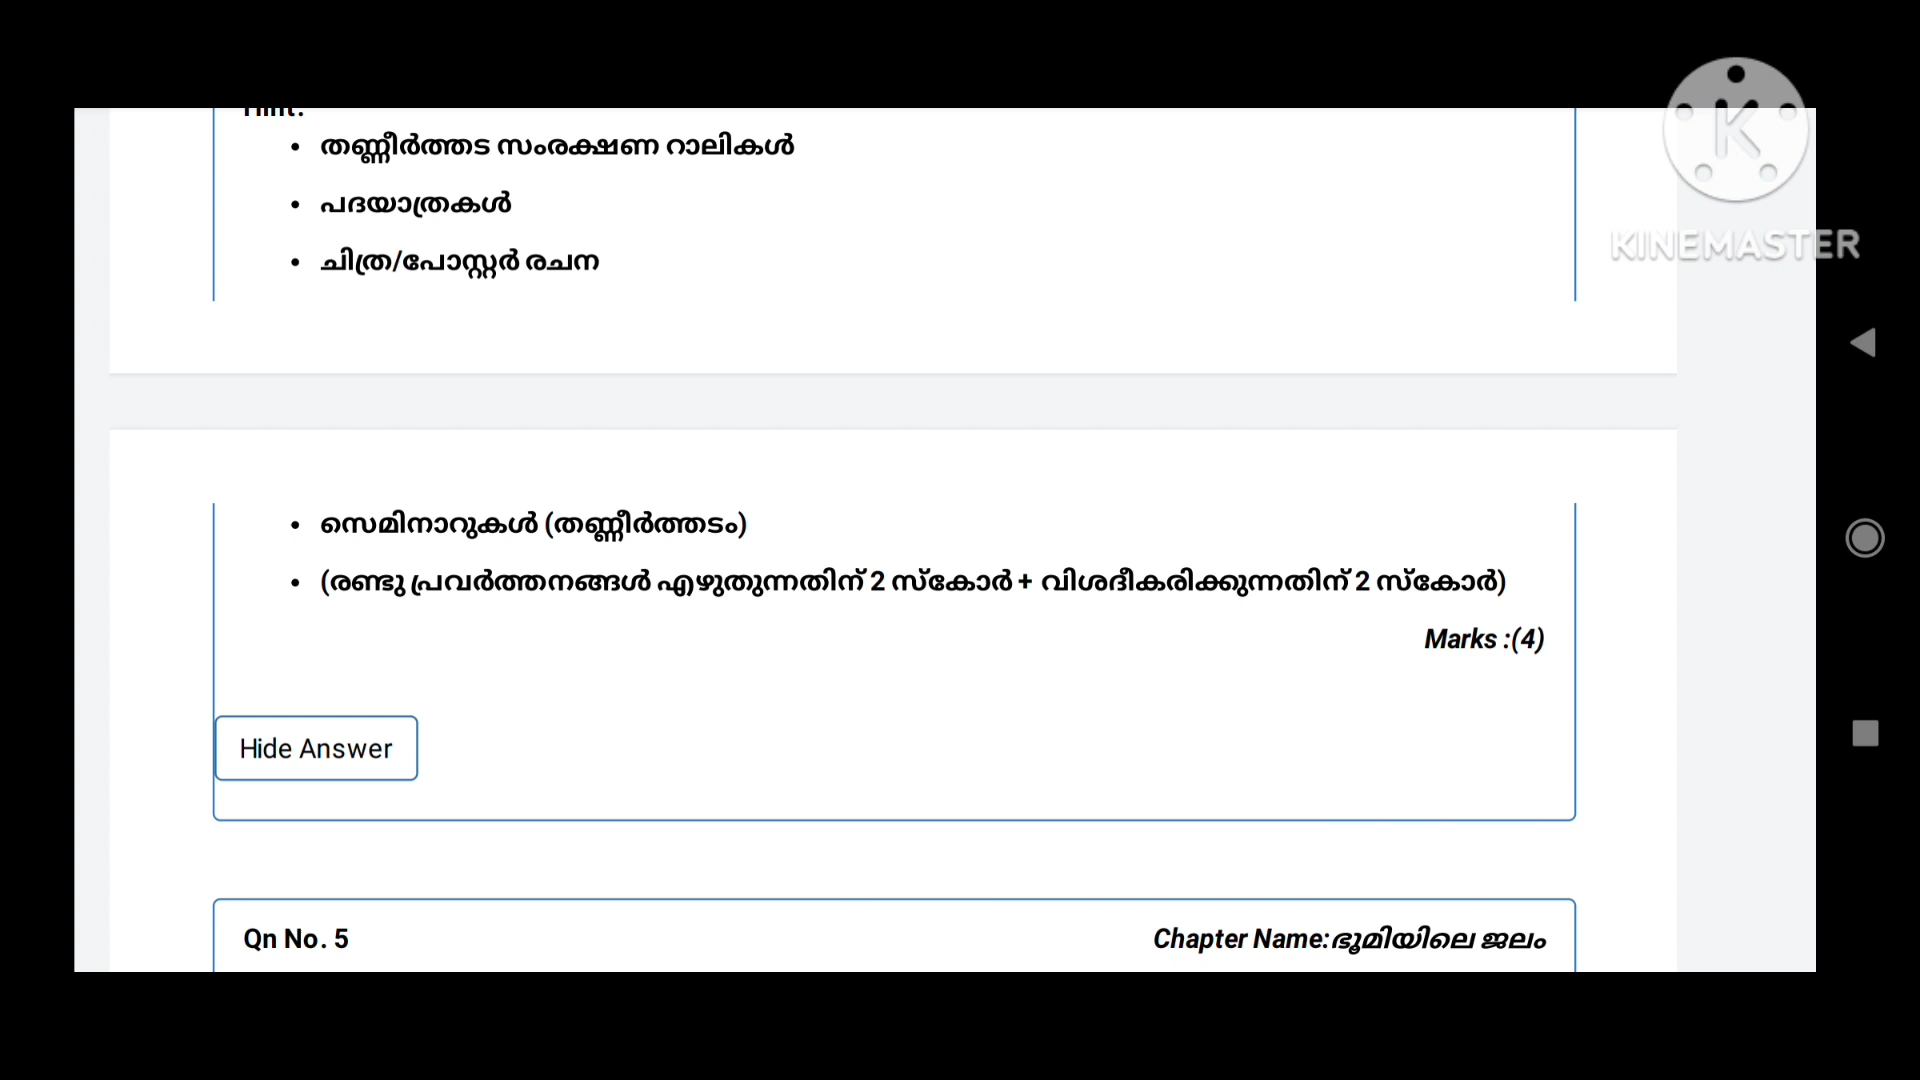 Hint:
• തണ്ണീർത്തട സംരക്ഷണ റാലികൾ
• പദയാത്രകൾ
• ചിത്ര/പോസ്റ്റർ രചന
• സെമിനാറുകൾ (തണ്ണീർത്തടം)
• (രണ്ടു പ്രവർത്തനങ്ങൾ എഴുതുന്നതിന് 2 സ്കോർ + വിശദീകരിക്കുന്നതിന് 2 സ്കോർ)
Marks :(4)
Hide Answer
Qn No. 5 Chapter Name:ഭൂമിയിലെ ജലം
K
KINEMASTER